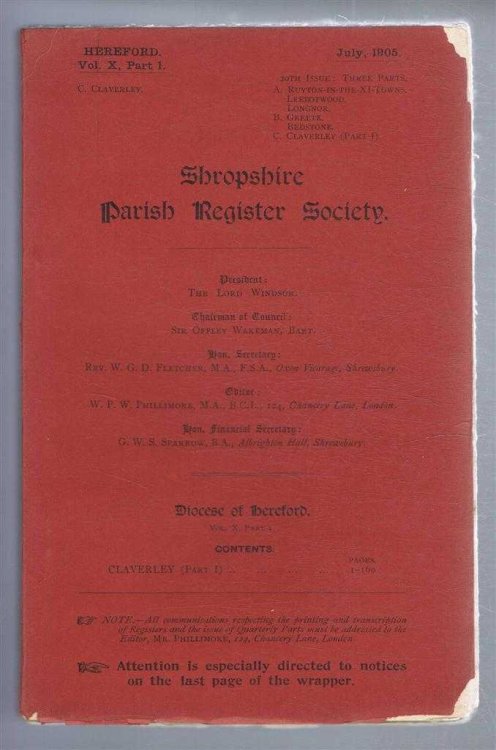 HEREFORD.
Vol. X, Part 1.
July, 1905.
C. CLAVERLEY.
20TH ISSUE: THREE PARTS.
A. RUYTON-IN-THE-XI-TOWNS.
LEEBOTWOOD.
LONGNOR.
B. GREETE.
BEDSTONE.
C. CLAVERLEY (PART I).
Shropshire
Parish Register Society.
President:
THE LORD WINDSOR.
Chairman of Council:
SIR OFFLEY WAKEMAN, BART.
Hon. Secretary:
REV. W. G. D. FLETCHER, M.A., F.S.A., Oxon Vicarage, Shrewsbury.
Editor:
W. P. W. PHILLIMORE, M.A., B.C.L., 124, Chancery Lane, London.
Hon. Financial Secretary:
G. W. S. SPARROW, B.A., Albrighton Hall, Shrewsbury.
Diocese of Hereford.
VOL. X, PART 1.
CONTENTS.
PAGES.
CLAVERLEY (PART I) .. .... .... .... 1-160
NOTE.—All communications respecting the printing and transcription
of Registers and the issue of Quarterly Parts must be addressed to the
Editor, MR. PHILLIMORE, 124, Chancery Lane, London.
Attention is especially directed to notices
on the last page of the wrapper.